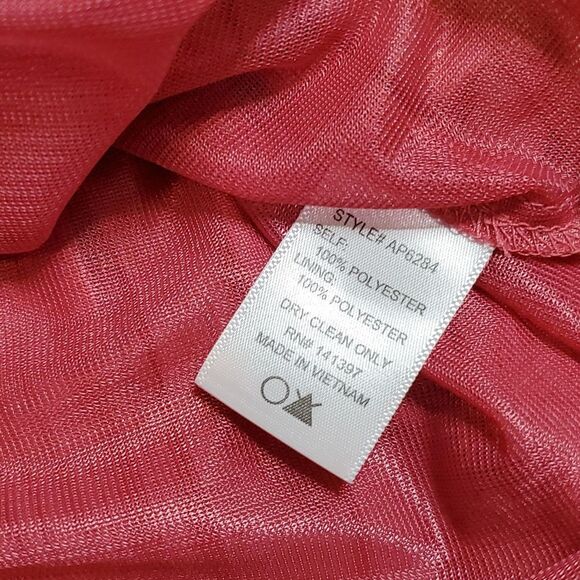 STYLE# AP6284
SELF:
100% POLYESTER
LINING:
100% POLYESTER
DRY CLEAN ONLY
RN# 141397
MADE IN VIETNAM